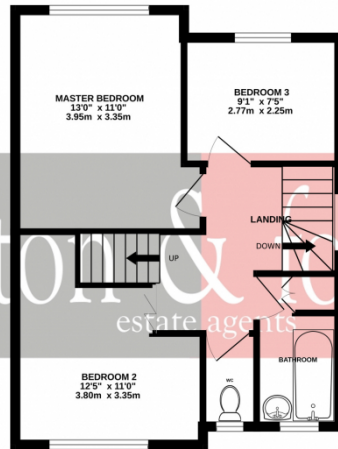 MASTER BEDROOM
13'0" x 11'0"
3.95m x 3.35m
BEDROOM 3
9'1" x 7'5"
2.77m x 2.25m
LANDING
DOWN
UP
ton & fo
estate agents
BEDROOM 2
12'5" x 11'0"
3.80m x 3.35m
WC
BATHROOM